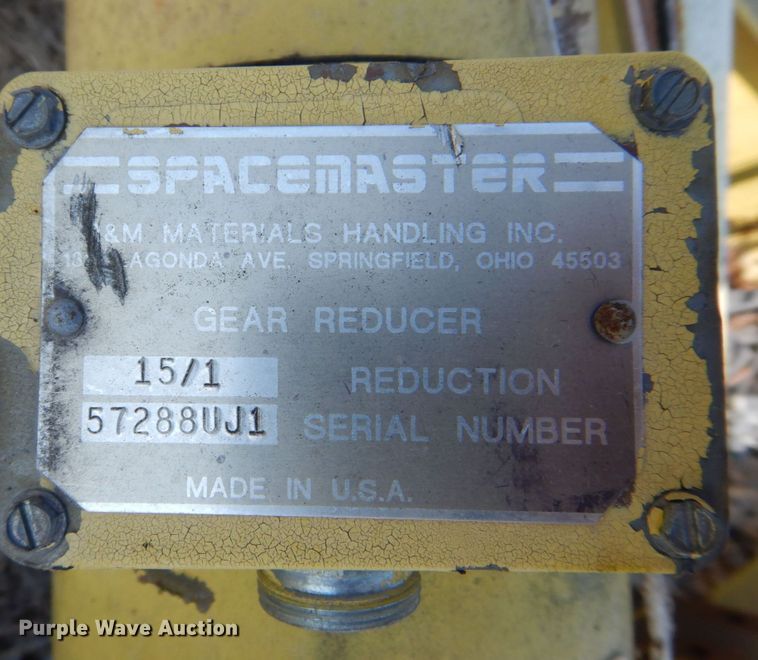 SPACEMASTER
&M MATERIALS HANDLING INC.
AGONDA AVE. SPRINGFIELD, OHIO 45503
GEAR REDUCER
15/1 REDUCTION
57288UJ1 SERIAL NUMBER
MADE IN U.S.A.
Purple Wave Auction